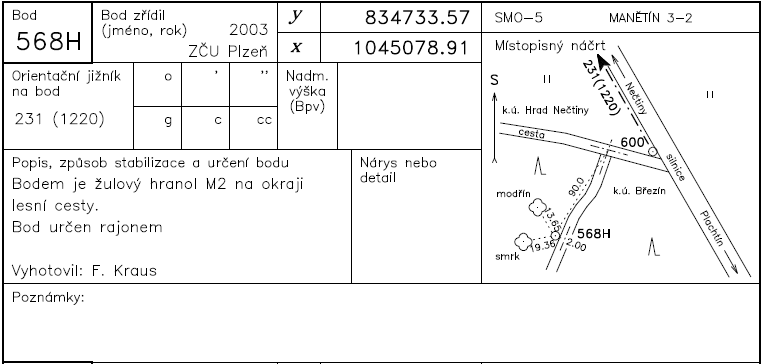 Bod
568H
Bod zřídil
(jméno, rok) 2003
ZČU Plzeň
y 834733.57
x 1045078.91
Orientační jižník
na bod
231 (1220)
o ' "
g c cc
Nadm.
výška
(Bpv)
Popis, způsob stabilizace a určení bodu
Bodem je žulový hranol M2 na okraji
lesní cesty.
Bod určen rajonem
Vyhotovil: F. Kraus
Nárys nebo
detail
SMO-5 MANĚTÍN 3-2
Místopisný náčrt
S
231(1220)
Nečtiny
k.ú. Hrad Nečtiny
cesta
600
silnice
k.ú. Březín
90.0
modřín
13.65
Plachtín
568H
19.36
2.00
smrk
Poznámky: